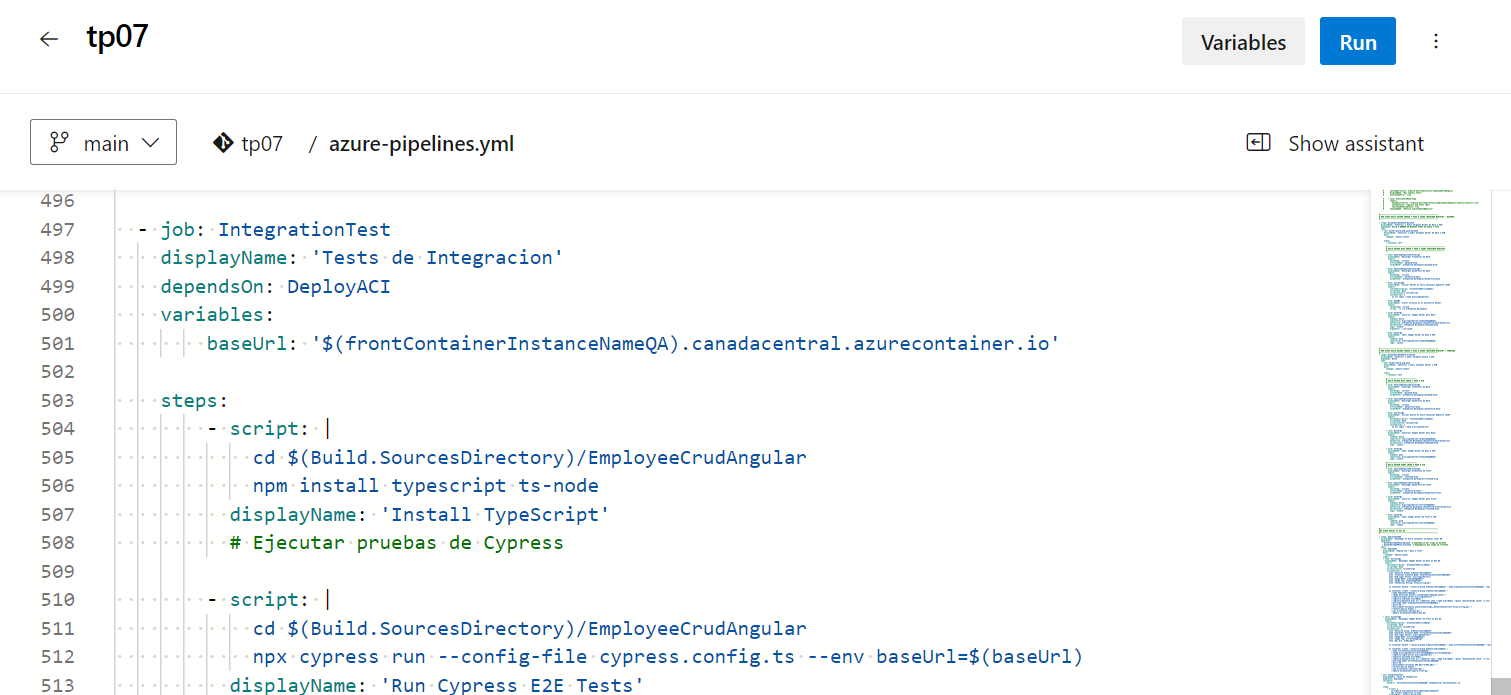 tp07
Variables
Run
main
tp07 / azure-pipelines.yml
Show assistant
496
497 - job: IntegrationTest
498 displayName: 'Tests de Integracion'
499 dependsOn: DeployACI
500 variables:
501 baseUrl: '$(frontContainerInstanceNameQA).canadacentral.azurecontainer.io'
502
503 steps:
504 - script: |
505 cd $(Build.SourcesDirectory)/EmployeeCrudAngular
506 npm install typescript ts-node
507 displayName: 'Install TypeScript'
508 # Ejecutar pruebas de Cypress
509
510 - script: |
511 cd $(Build.SourcesDirectory)/EmployeeCrudAngular
512 npx cypress run --config-file cypress.config.ts --env baseUrl=$(baseUrl)
513 displayName: 'Run Cypress E2E Tests'